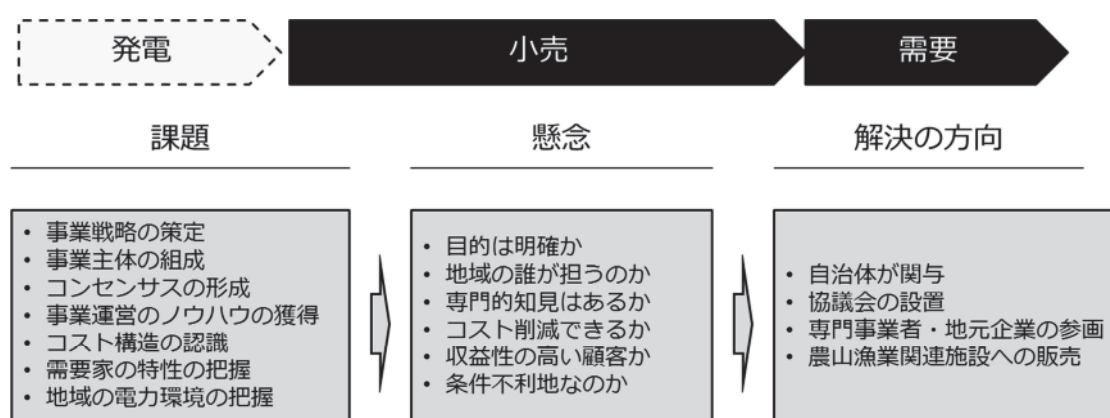 発電
小売
需要
課題
懸念
解決の方向
• 事業戦略の策定
• 事業主体の組成
• コンセンサスの形成
• 事業運営のノウハウの獲得
• コスト構造の認識
• 需要家の特性の把握
• 地域の電力環境の把握
• 目的は明確か
• 地域の誰が担うのか
• 専門的知見はあるか
• コスト削減できるか
• 収益性の高い顧客か
• 条件不利地なのか
• 自治体が関与
• 協議会の設置
• 専門事業者・地元企業の参画
• 農山漁業関連施設への販売